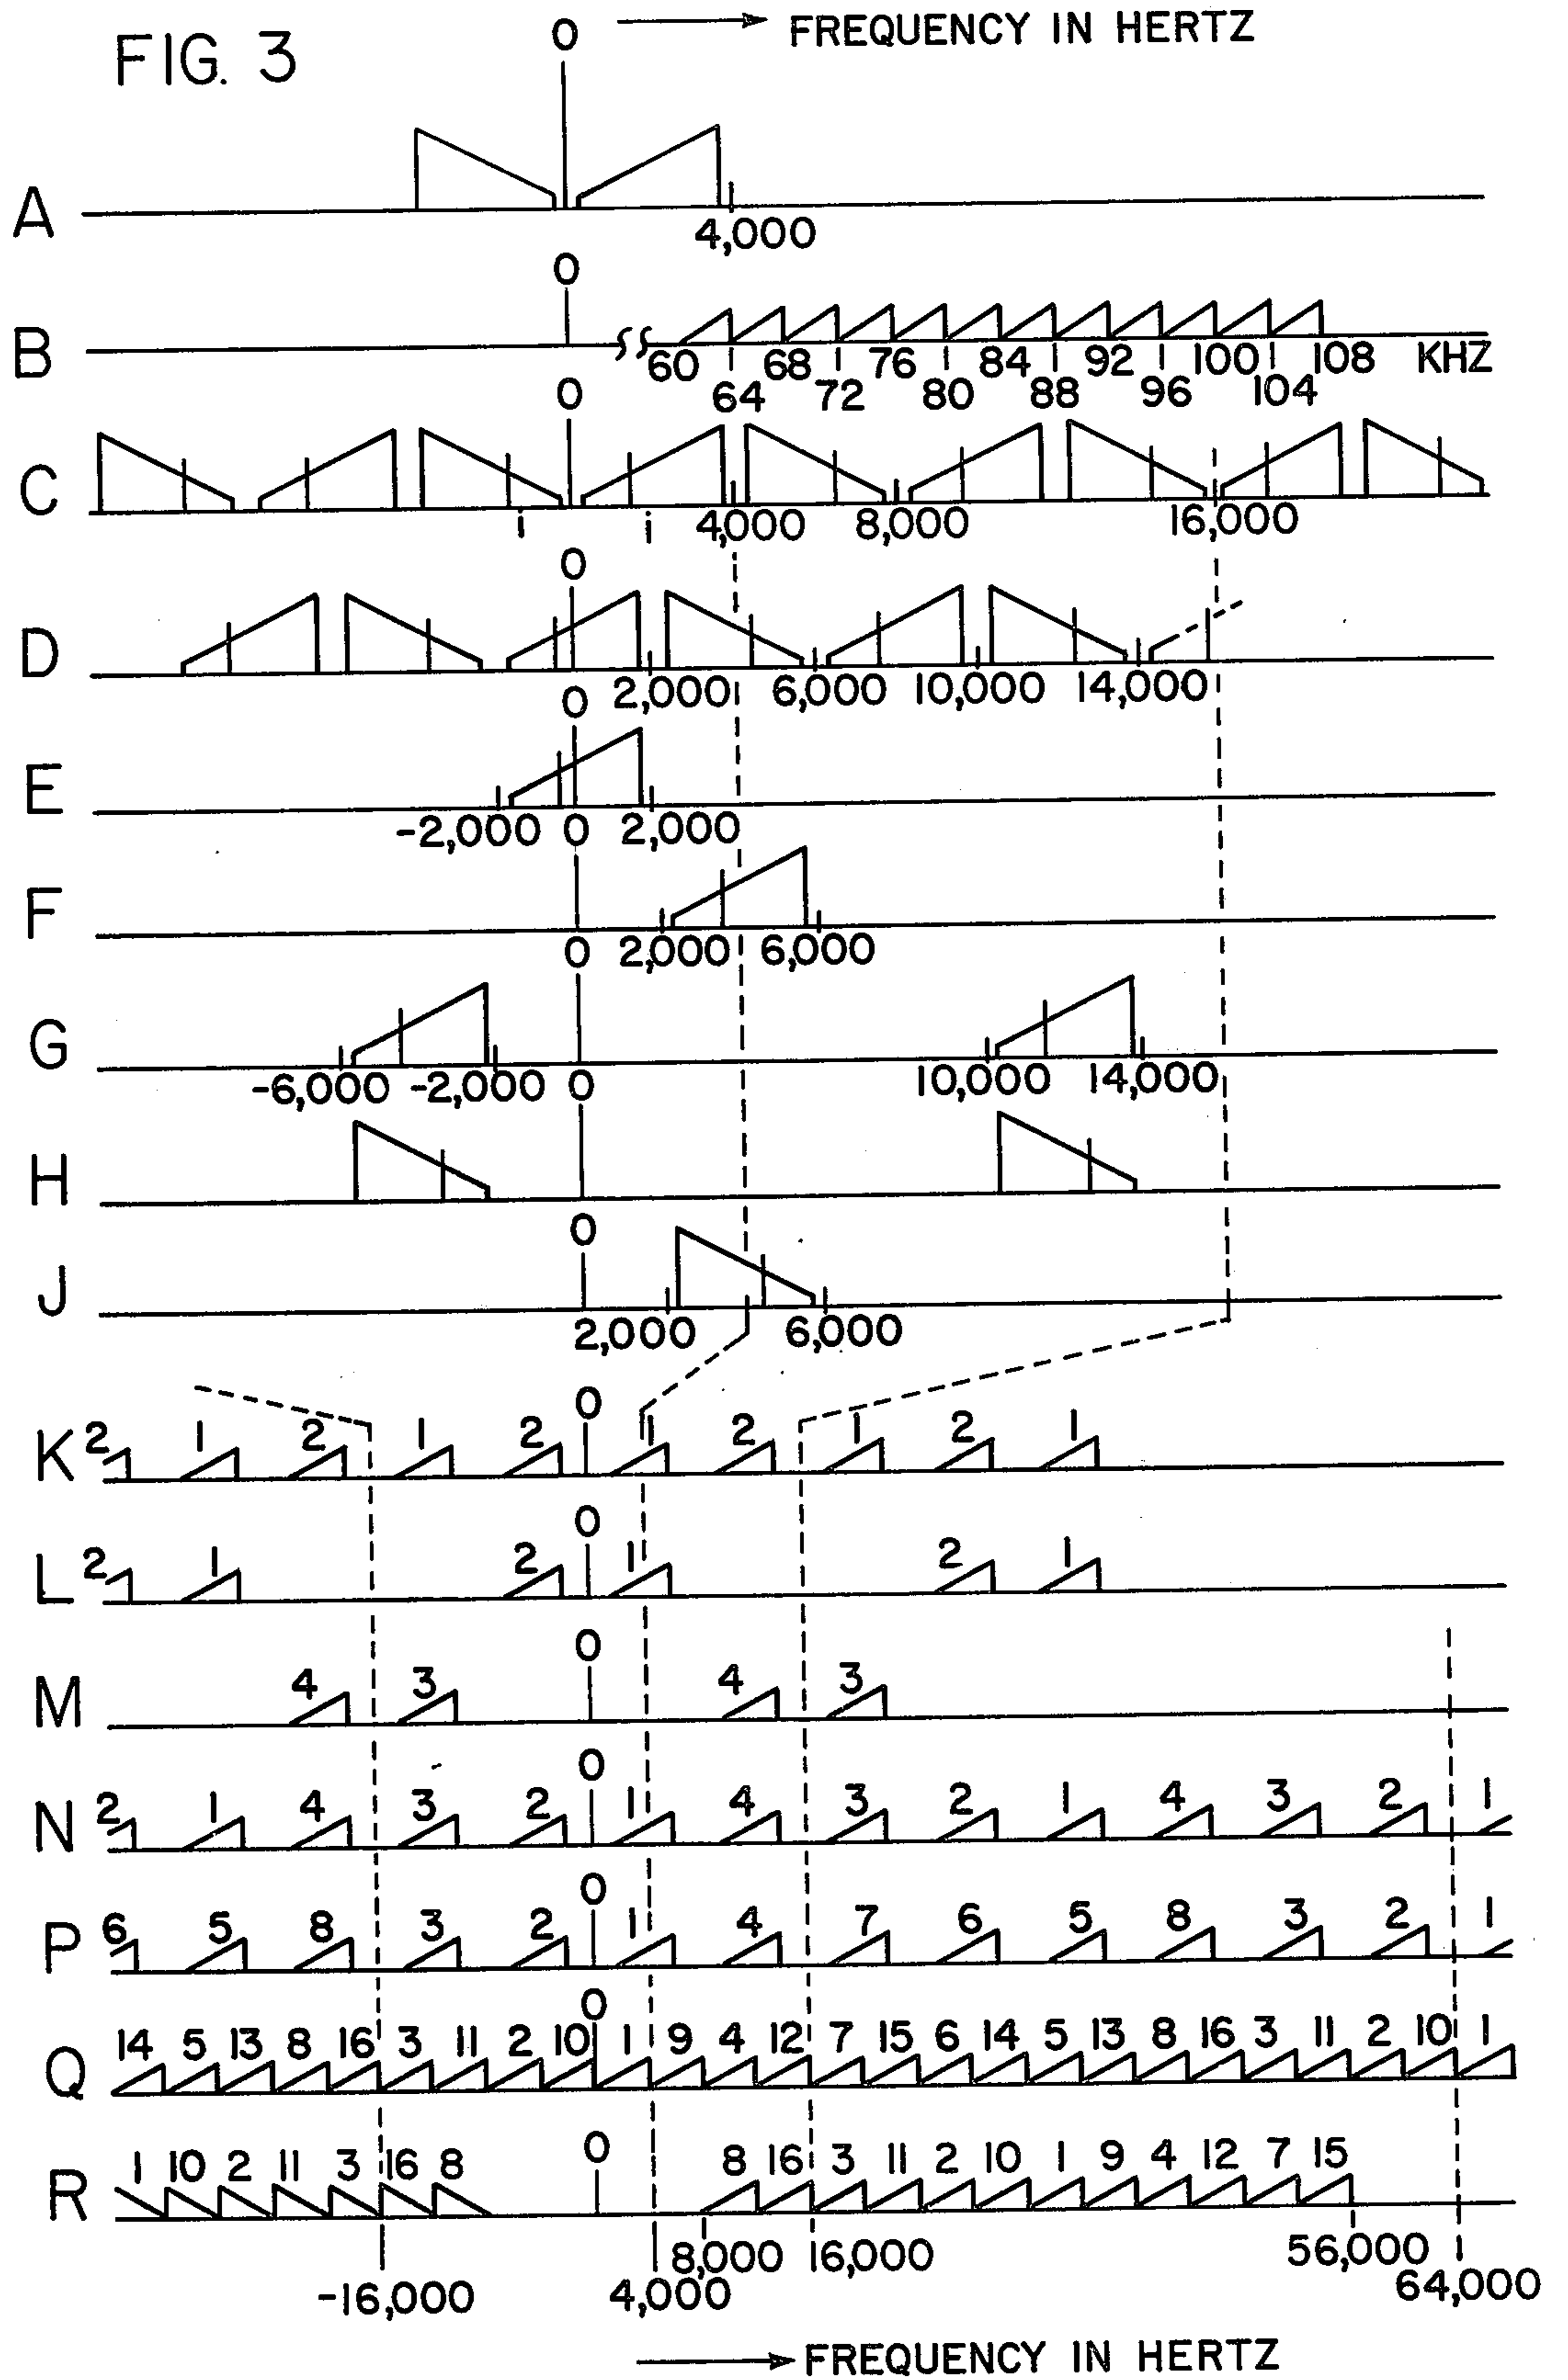 FIG. 3
0 FREQUENCY IN HERTZ
A
4,000
0
B
60 68 76 84 92 100 108 KHZ
64 72 80 88 96 104
0
C
i i 4,000 8,000 16,000
0
D
2,000 6,000 10,000 14,000
0
E
-2,000 0 2,000
F
0 2,000 6,000
G
-6,000 -2,000 0 10,000 14,000
H
0
J
2,000 6,000
0
K 2 1 2 1 2 1 2 1 2 1
0
L 2 1 2 1 2 1
0
M 4 3 4 3
0
N 2 1 4 3 2 1 4 3 2 1 4 3 2 1
0
P 6 5 8 3 2 1 4 7 6 5 8 3 2 1
0
Q 14 5 13 8 16 3 11 2 10 1 9 4 12 7 15 6 14 5 13 8 16 3 11 2 10 1
0
R 1 10 2 11 3 16 8 8 16 3 11 2 10 1 9 4 12 7 15
8,000 16,000 56,000
-16,000 4,000 64,000
FREQUENCY IN HERTZ